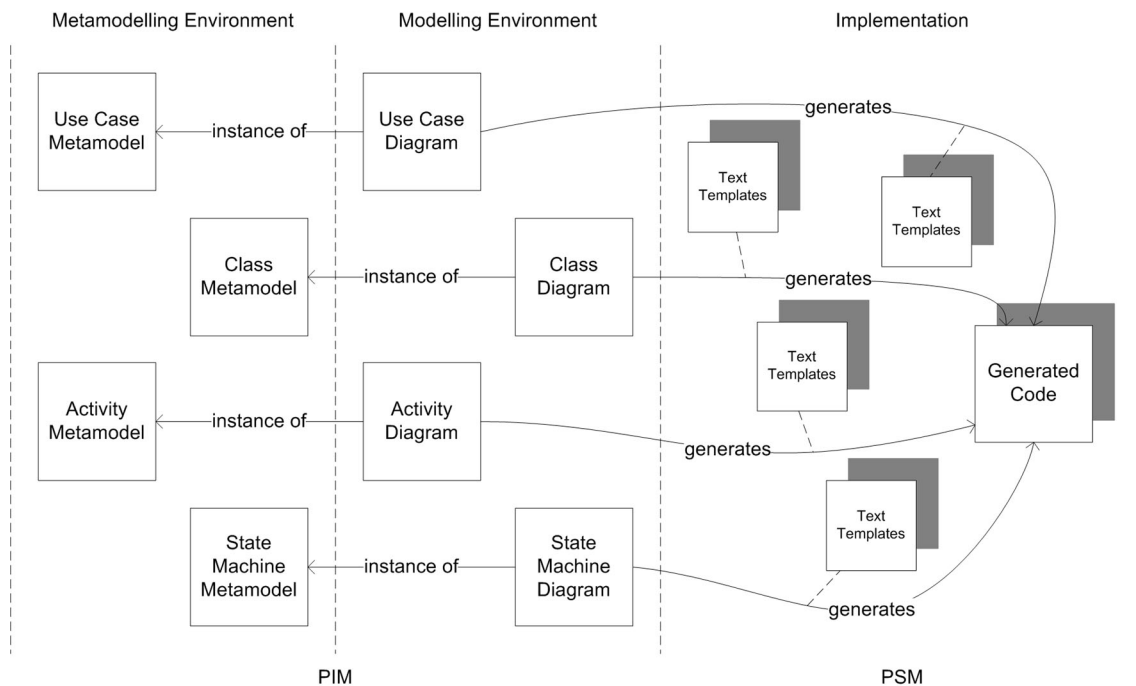 Metamodelling Environment
Modelling Environment
Implementation
Use Case
Metamodel
instance of
Use Case
Diagram
generates
Text
Templates
Text
Templates
Class
Metamodel
instance of
Class
Diagram
generates
Text
Templates
Generated
Code
Activity
Metamodel
instance of
Activity
Diagram
generates
Text
Templates
State
Machine
Metamodel
instance of
State
Machine
Diagram
generates
PIM
PSM